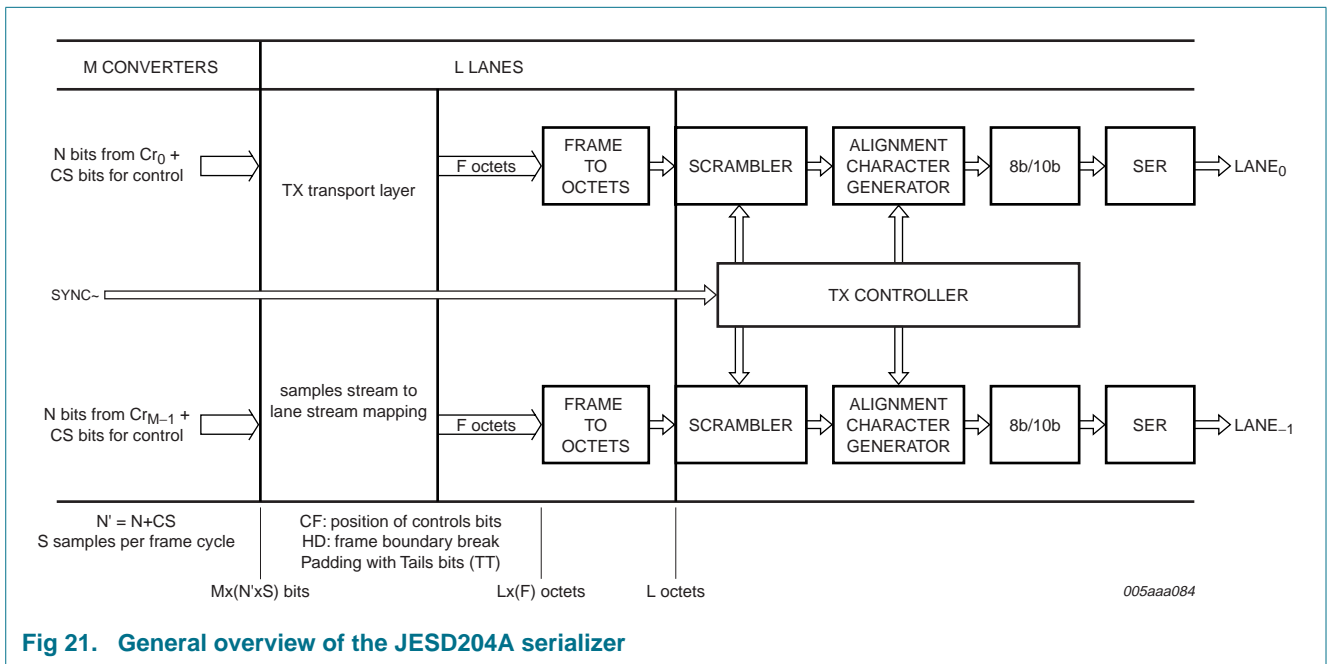 M CONVERTERS
L LANES
N bits from Cr0 +
CS bits for control
TX transport layer
F octets
FRAME
TO
OCTETS
SCRAMBLER
ALIGNMENT
CHARACTER
GENERATOR
8b/10b
SER
LANE0
SYNC~
TX CONTROLLER
N bits from CrM−1 +
CS bits for control
samples stream to
lane stream mapping
F octets
FRAME
TO
OCTETS
SCRAMBLER
ALIGNMENT
CHARACTER
GENERATOR
8b/10b
SER
LANE−1
N' = N+CS
S samples per frame cycle
CF: position of controls bits
HD: frame boundary break
Padding with Tails bits (TT)
Mx(N'xS) bits
Lx(F) octets
L octets
005aaa084
Fig 21. General overview of the JESD204A serializer